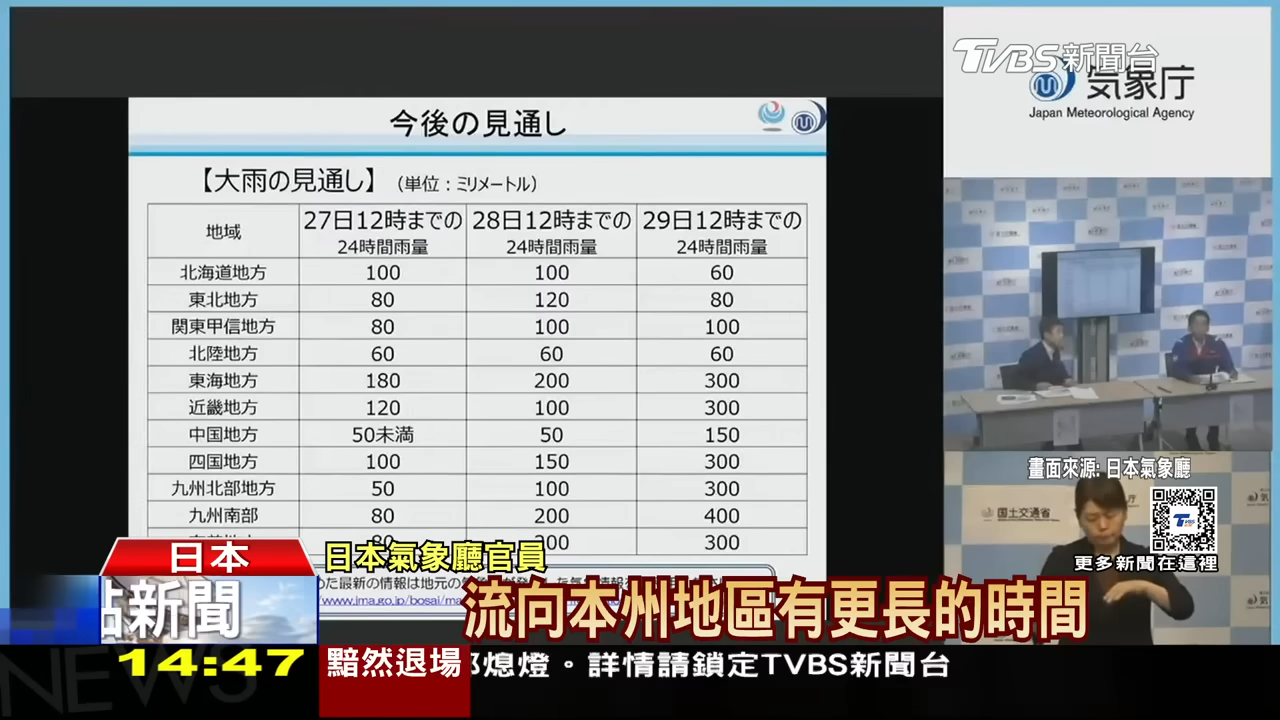 TVBS新聞台
気象庁
Japan Meteorological Agency
今後の見通し
【大雨の見通し】 (単位：ミリメートル)
地域 27日12時までの 24時間雨量 28日12時までの 24時間雨量 29日12時までの 24時間雨量
北海道地方 100 100 60
東北地方 80 120 80
関東甲信地方 80 100 100
北陸地方 60 60 60
東海地方 180 200 300
近畿地方 120 100 300
中国地方 50未満 50 150
四国地方 100 150 300
九州北部地方 50 100 300
九州南部 80 200 400
200 300
www.jma.go.jp/bosai/
畫面來源: 日本氣象廳
国土交通省
TVBS
更多新聞在這裡
日本
日本氣象廳官員
點新聞
流向本州地區有更長的時間
NEWS
14:47
黯然退場
熄燈。詳情請鎖定TVBS新聞台